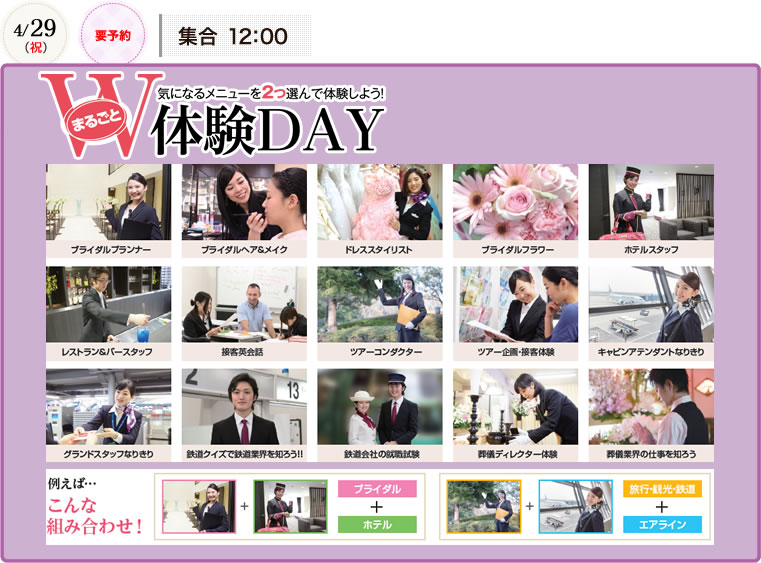 4/29
(祝)
要予約
集合 12:00
気になるメニューを2つ選んで体験しよう!
Wまるごと
体験DAY
ブライダルプランナー
ブライダルヘア&メイク
ドレススタイリスト
ブライダルフラワー
ホテルスタッフ
レストラン&バースタッフ
接客英会話
ツアーコンダクター
ツアー企画・接客体験
キャビンアテンダントなりきり
グランドスタッフなりきり
鉄道クイズで鉄道業界を知ろう!!
鉄道会社の就職試験
葬儀ディレクター体験
葬儀業界の仕事を知ろう
2
13
例えば…
こんな
組み合わせ!
+
ブライダル
+
ホテル
+
旅行・観光・鉄道
+
エアライン